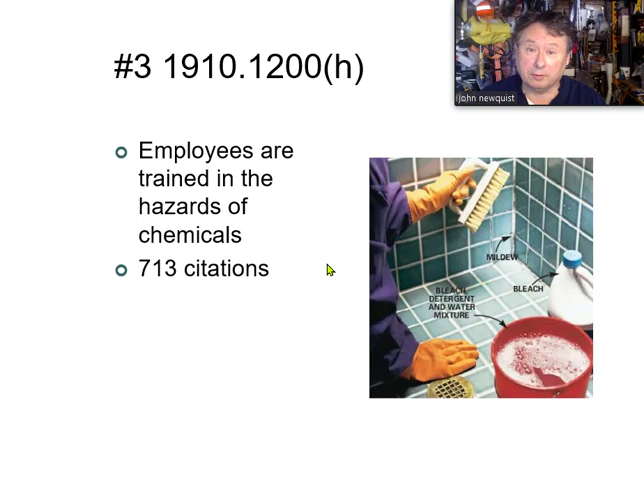 #3 1910.1200(h)
john newquist
Employees are
trained in the
hazards of
chemicals
713 citations
MILDEW
BLEACH
BLEACH,
DETERGENT
AND WATER
MIXTURE